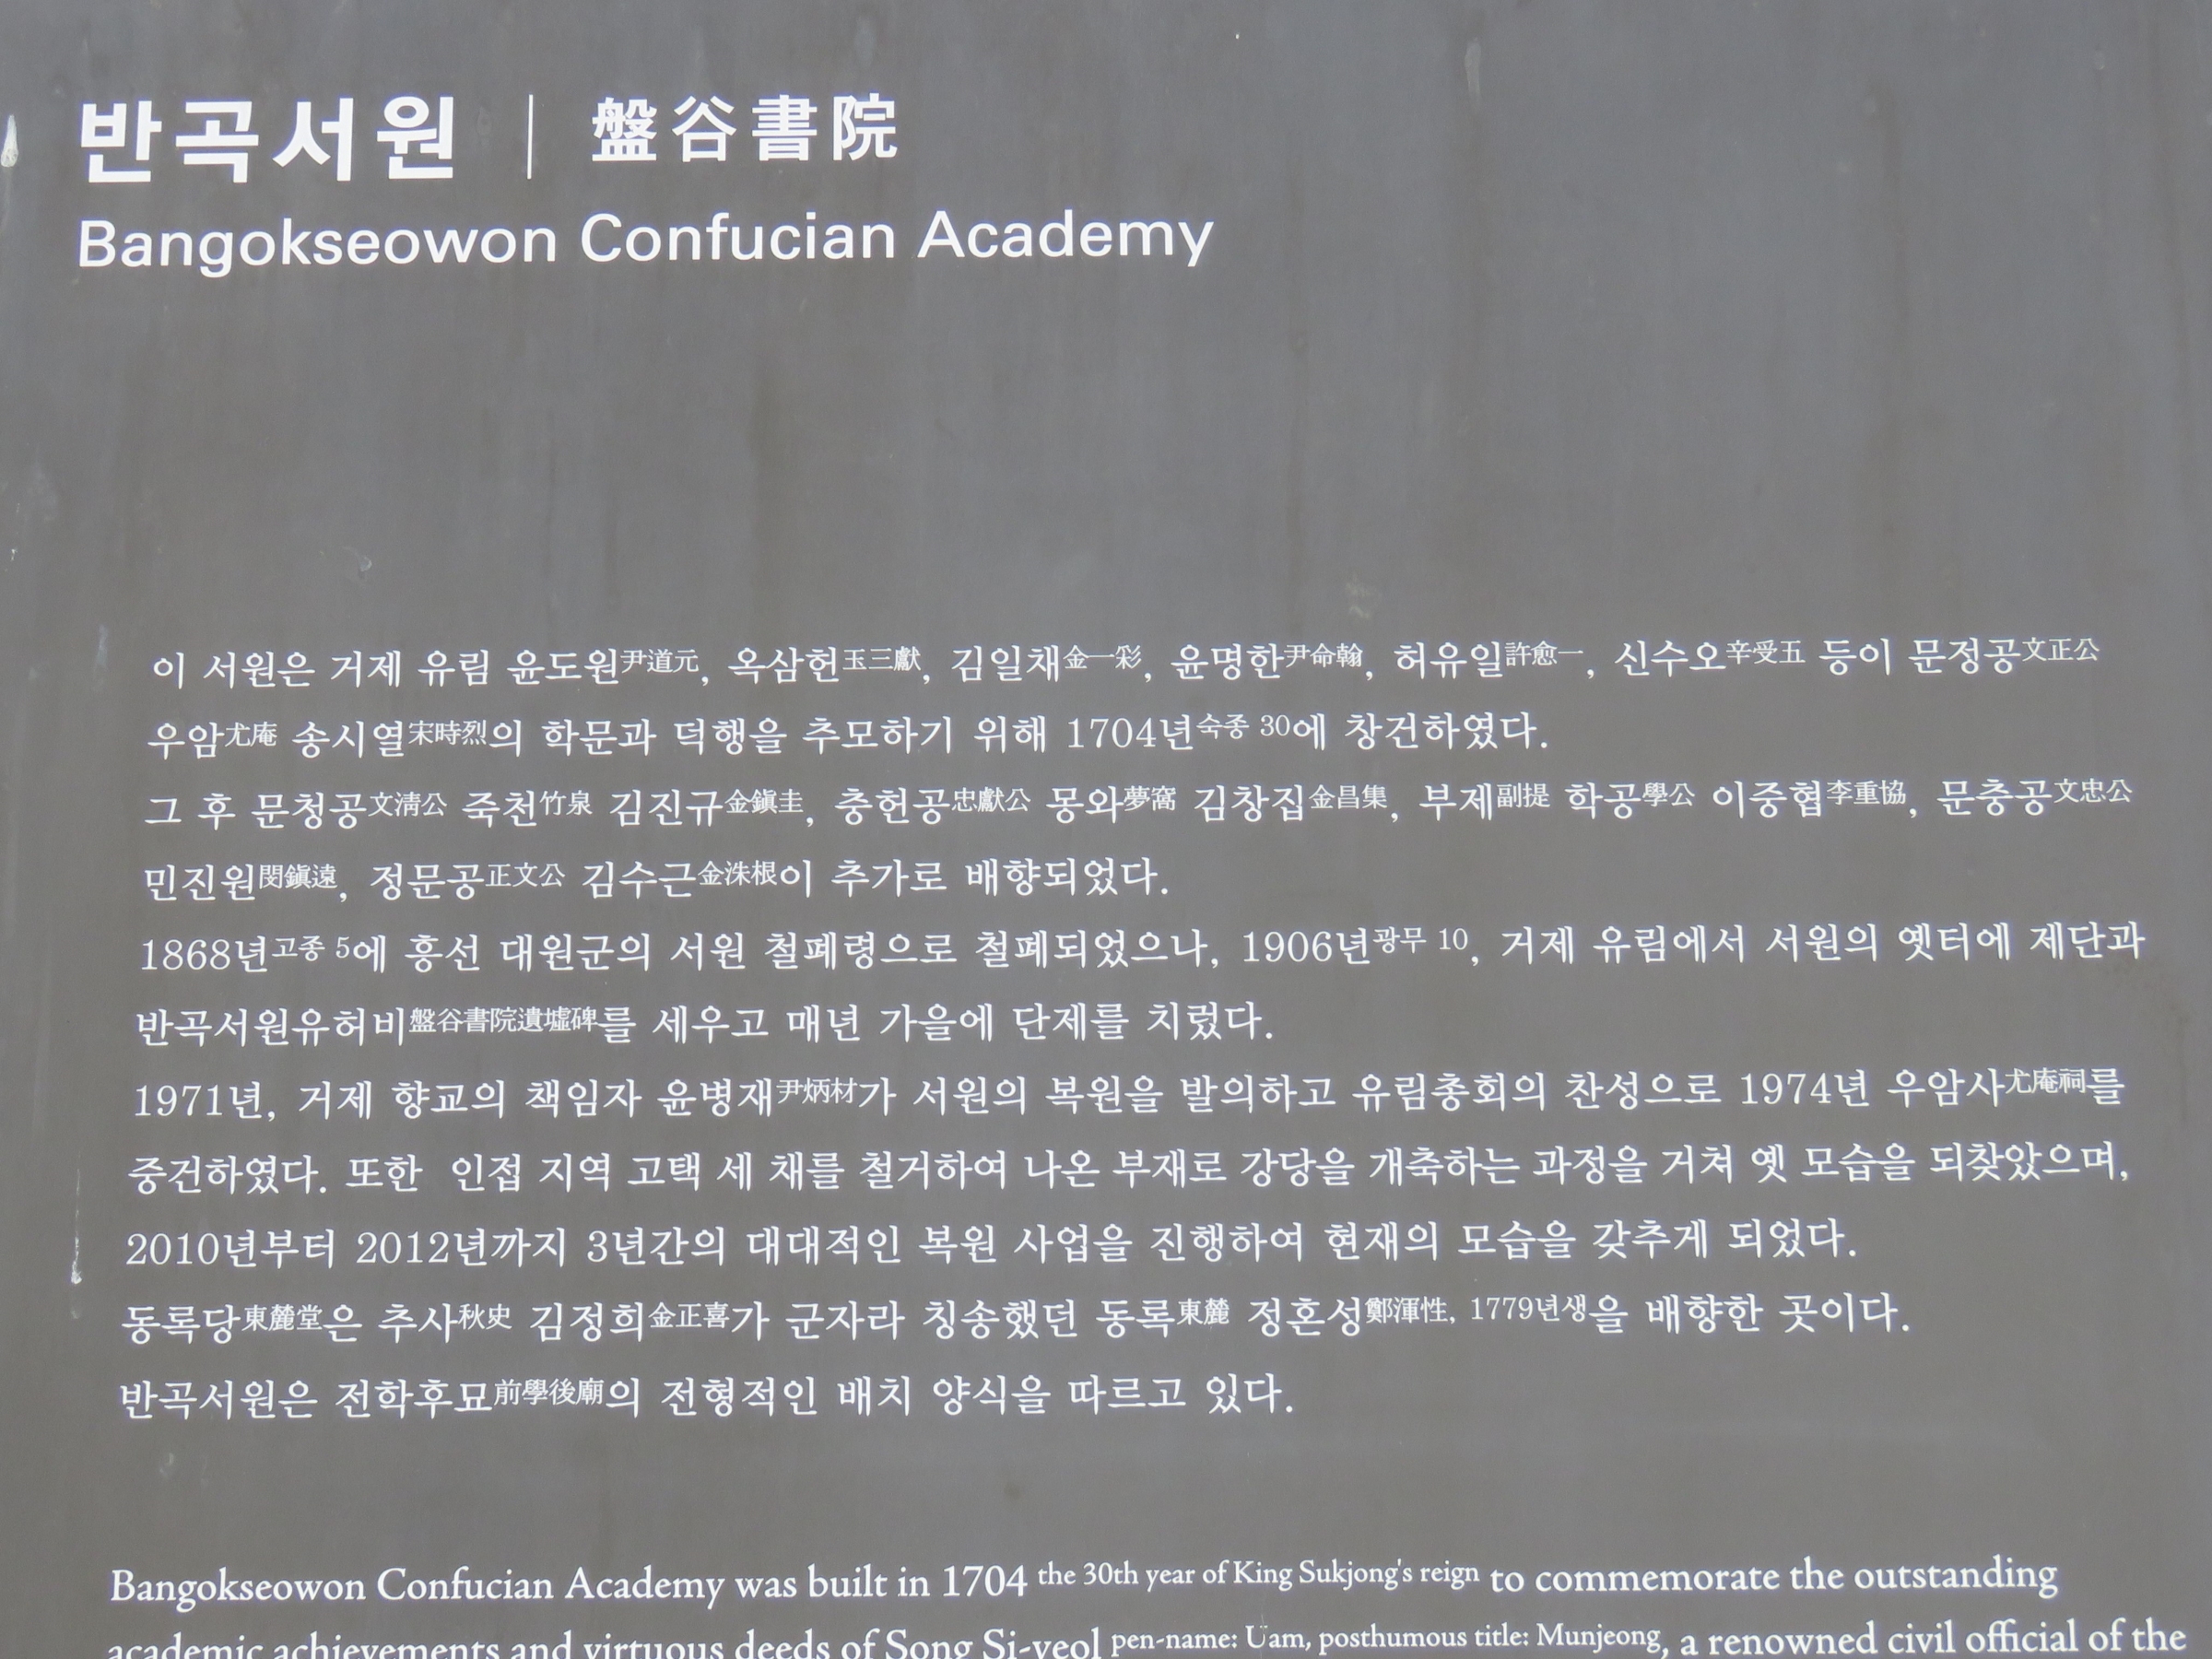 반곡서원 | 盤谷書院
Bangokseowon Confucian Academy
이 서원은 거제 유림 윤도원尹道元, 옥삼헌玉三獻, 김일채金一彩, 윤명한尹命翰, 허유일許愈一, 신수오辛受五 등이 문정공文正公
우암尤庵 송시열宋時烈의 학문과 덕행을 추모하기 위해 1704년숙종 30에 창건하였다.
그 후 문청공文清公 죽천竹泉 김진규金鎭圭, 충헌공忠獻公 몽와夢窩 김창집金昌集, 부제副提 학공學公 이중협李重協, 문충공文忠公
민진원閔鎭遠, 정문공正文公 김수근金洙根이 추가로 배향되었다.
1868년고종 5에 흥선 대원군의 서원 철폐령으로 철폐되었으나, 1906년광무 10, 거제 유림에서 서원의 옛터에 제단과
반곡서원유허비盤谷書院遺墟碑를 세우고 매년 가을에 단제를 치렀다.
1971년, 거제 향교의 책임자 윤병재尹炳材가 서원의 복원을 발의하고 유림총회의 찬성으로 1974년 우암사尤庵祠를
중건하였다. 또한 인접 지역 고택 세 채를 철거하여 나온 부재로 강당을 개축하는 과정을 거쳐 옛 모습을 되찾았으며,
2010년부터 2012년까지 3년간의 대대적인 복원 사업을 진행하여 현재의 모습을 갖추게 되었다.
동록당東麓堂은 추사秋史 김정희金正喜가 군자라 칭송했던 동록東麓 정혼성鄭渾性, 1779년생을 배향한 곳이다.
반곡서원은 전학후묘前學後廟의 전형적인 배치 양식을 따르고 있다.
Bangokseowon Confucian Academy was built in 1704 the 30th year of King Sukjong's reign to commemorate the outstanding
academic achievements and virtuous deeds of Song Si-yeol pen-name: Uam, posthumous title: Munjeong, a renowned civil official of the